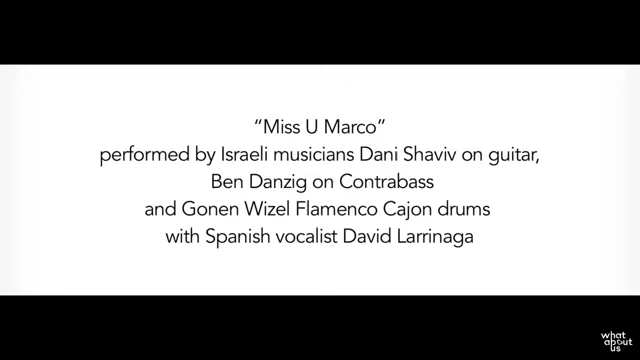 “Miss U Marco”
performed by Israeli musicians Dani Shaviv on guitar,
Ben Danzig on Contrabass
and Gonen Wizel Flamenco Cajon drums
with Spanish vocalist David Larrinaga
what
about
us